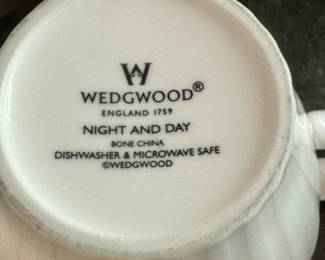 W
WEDGWOOD®
ENGLAND 1759
NIGHT AND DAY
BONE CHINA
DISHWASHER & MICROWAVE SAFE
©WEDGWOOD